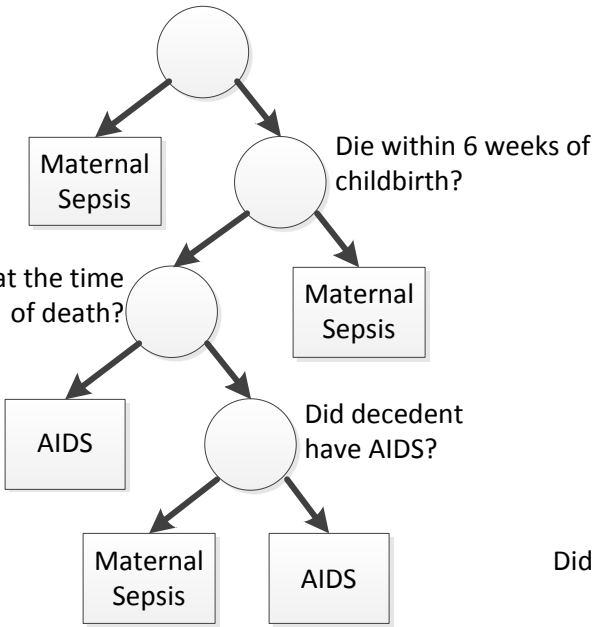 Die within 6 weeks of
childbirth?
Maternal
Sepsis
at the time
of death?
Maternal
Sepsis
Did decedent
have AIDS?
AIDS
Maternal
Sepsis
AIDS
Did